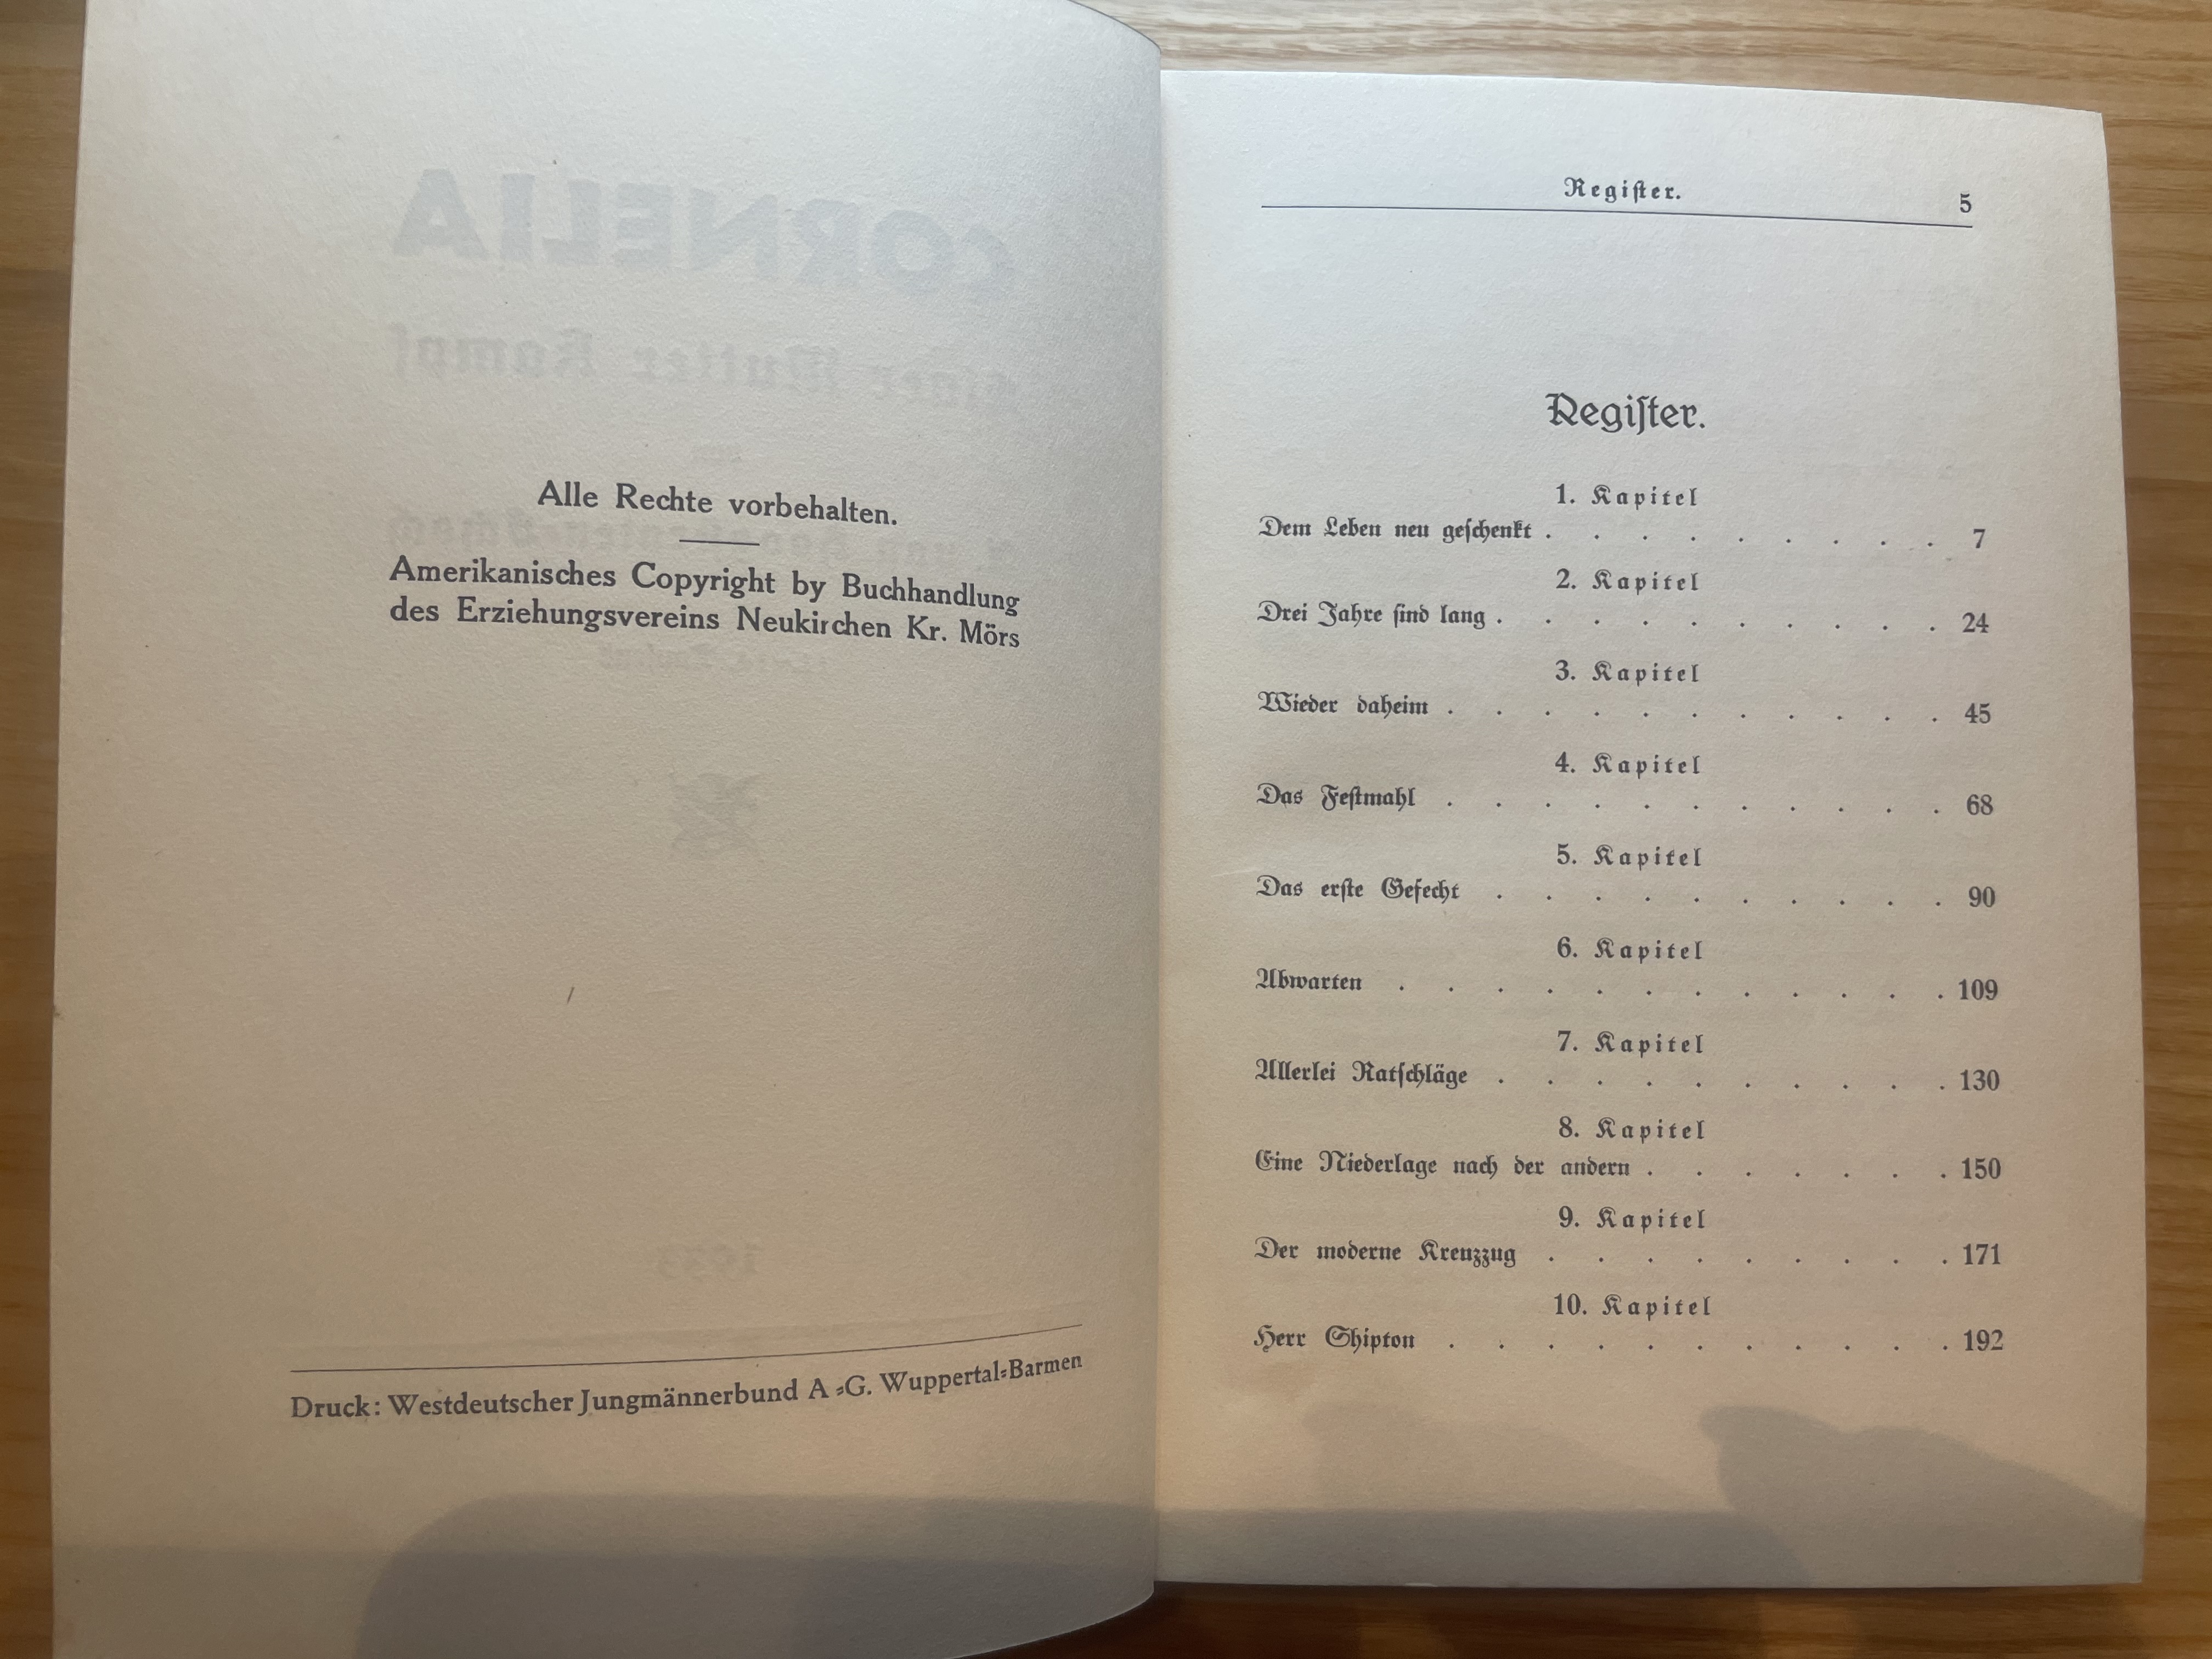 CORNELIA
einer Mutter Kampf
Alle Rechte vorbehalten.
Amerikanisches Copyright by Buchhandlung
des Erziehungsvereins Neukirchen Kr. Mörs
Druck: Westdeutscher Jungmännerbund A.=G. Wuppertal=Barmen
Regiſter. 5
Regiſter.
1. Kapitel
Dem Leben neu geſchenkt . . . . . . . . . 7
2. Kapitel
Drei Jahre ſind lang . . . . . . . . . . 24
3. Kapitel
Wieder daheim . . . . . . . . . . . 45
4. Kapitel
Das Feſtmahl . . . . . . . . . . . 68
5. Kapitel
Das erſte Gefecht . . . . . . . . . . 90
6. Kapitel
Abwarten . . . . . . . . . . . . 109
7. Kapitel
Allerlei Ratſchläge . . . . . . . . . . 130
8. Kapitel
Eine Niederlage nach der andern . . . . . . . 150
9. Kapitel
Der moderne Kreuzzug . . . . . . . . . 171
10. Kapitel
Herr Shipton . . . . . . . . . . . 192